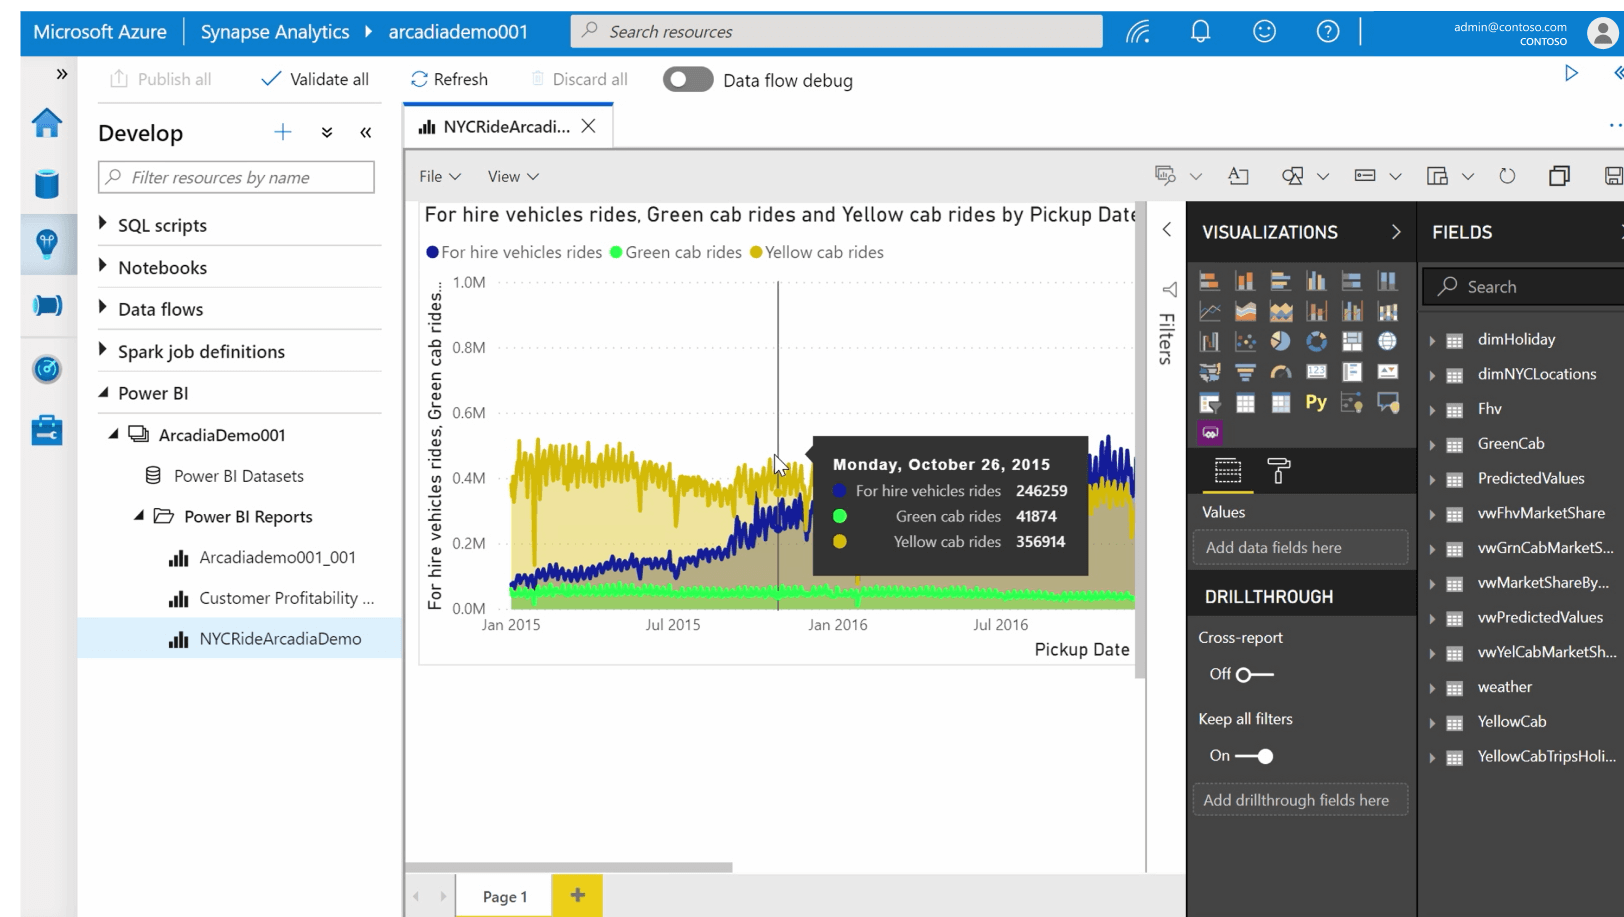 Microsoft Azure
Synapse Analytics
arcadiademo001
Search resources
admin@contoso.com
CONTOSO
Publish all
Validate all
Refresh
Discard all
Data flow debug
Develop
Filter resources by name
SQL scripts
Notebooks
Data flows
Spark job definitions
Power BI
ArcadiaDemo001
Power BI Datasets
Power BI Reports
Arcadiademo001_001
Customer Profitability ...
NYCRideArcadiaDemo
NYCRideArcadi...
File
View
For hire vehicles rides, Green cab rides and Yellow cab rides by Pickup Date
For hire vehicles rides
Green cab rides
Yellow cab rides
For hire vehicles rides, Green cab rides...
1.0M
0.8M
0.6M
0.4M
0.2M
0.0M
Jan 2015
Jul 2015
Jan 2016
Jul 2016
Pickup Date
Monday, October 26, 2015
For hire vehicles rides 246259
Green cab rides 41874
Yellow cab rides 356914
Page 1
Filters
VISUALIZATIONS
123
Py
Values
Add data fields here
DRILLTHROUGH
Cross-report
Off
Keep all filters
On
Add drillthrough fields here
FIELDS
Search
dimHoliday
dimNYCLocations
Fhv
GreenCab
PredictedValues
vwFhvMarketShare
vwGrnCabMarketS...
vwMarketShareBy...
vwPredictedValues
vwYelCabMarketSh...
weather
YellowCab
YellowCabTripsHoli...